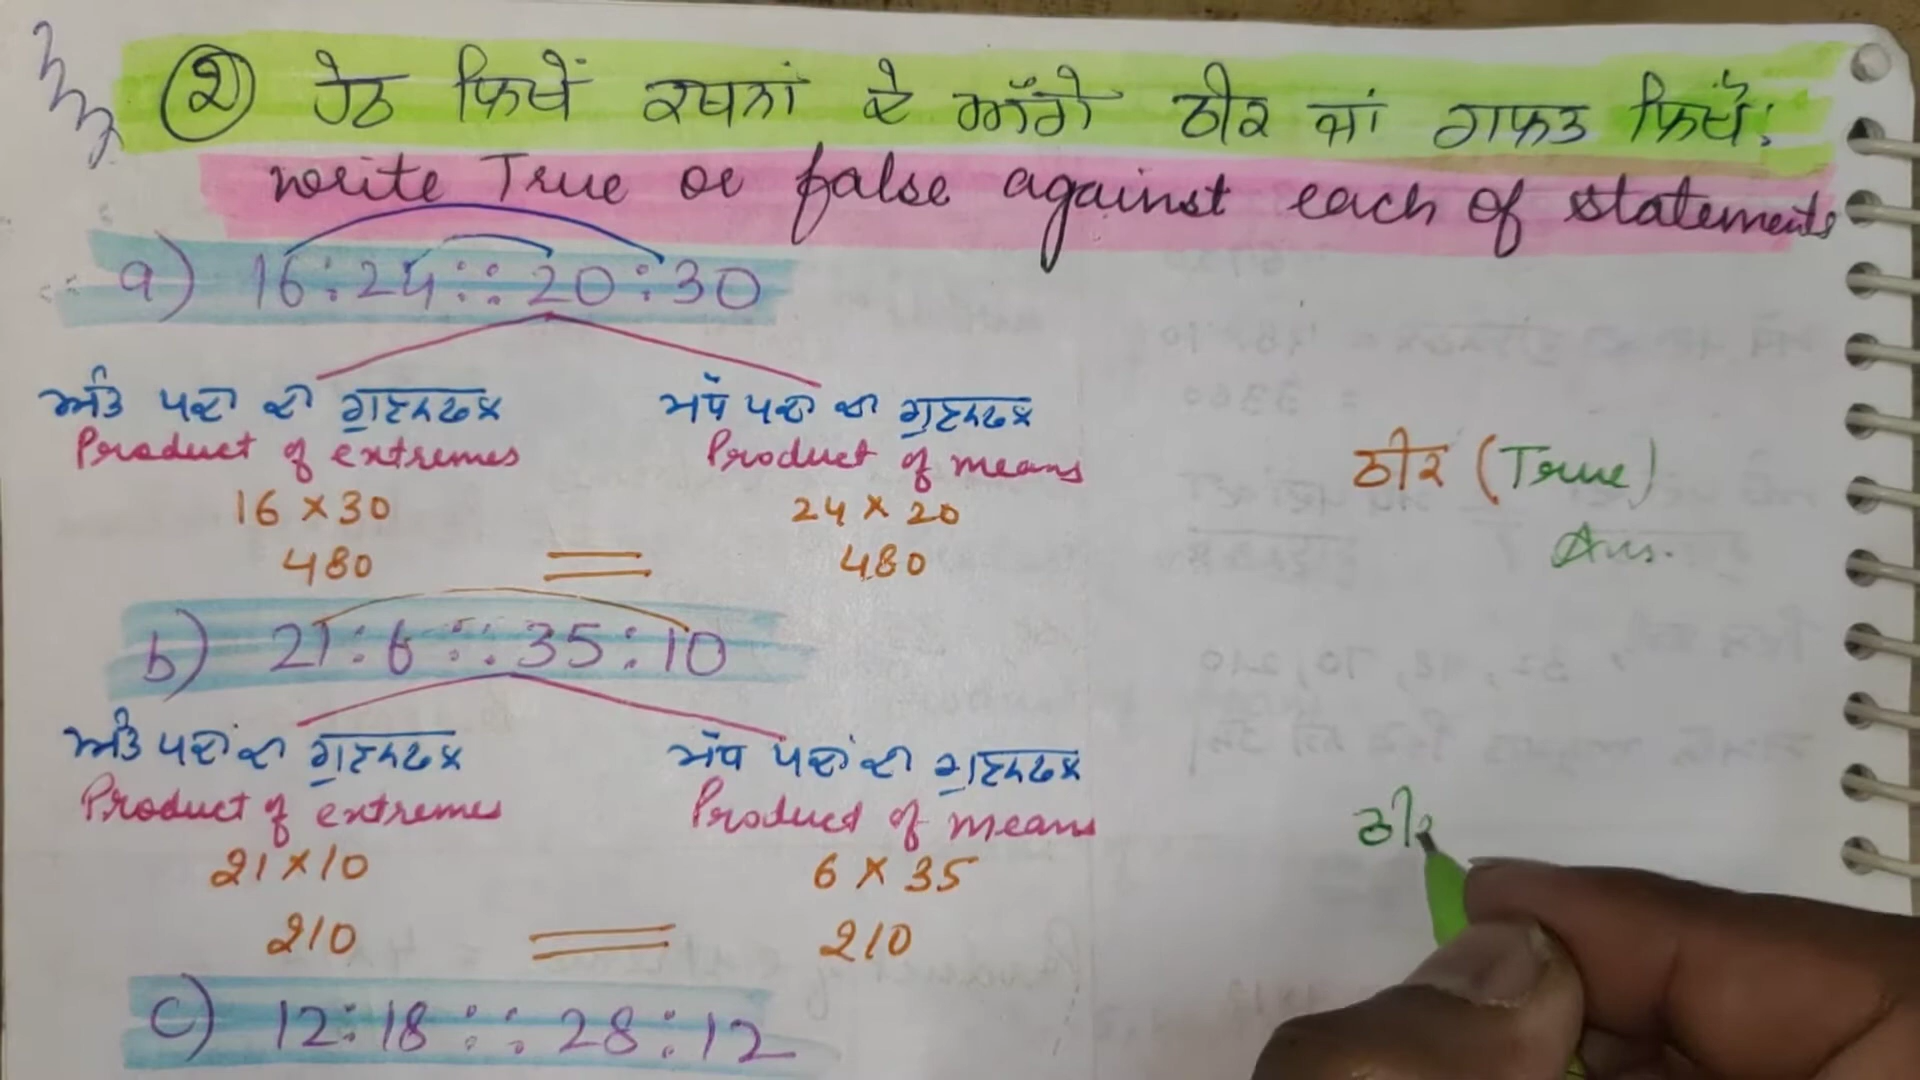 ੨) ਹੇਠ ਲਿਖੇਂ ਕਥਨਾਂ ਦੇ ਅੱਗੇ ਠੀਕ ਜਾਂ ਗਲਤ ਲਿਖੋ:
write True or false against each of statements
a) 16:24::20:30
ਅੰਤ ਪਦਾਂ ਦਾ ਗੁਣਨਫਲ ਮੱਧ ਪਦਾਂ ਦਾ ਗੁਣਨਫਲ
Product of extremes Product of means ਠੀਕ (True)
16 × 30 24 × 20
Ans.
480 = 480
b) 21:6::35:10
ਅੰਤ ਪਦਾਂ ਦਾ ਗੁਣਨਫਲ ਮੱਧ ਪਦਾਂ ਦਾ ਗੁਣਨਫਲ
Product of extremes Product of means
21 × 10 6 × 35
210 = 210
c) 12:18::28:12